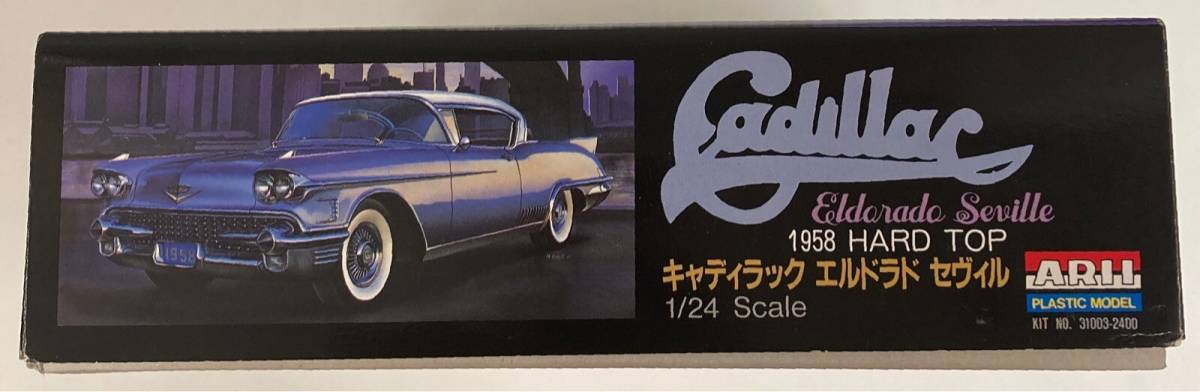 1958
Cadillac
Eldorado Seville
1958 HARD TOP
キャディラック エルドラド セヴィル
1/24 Scale
ARII
PLASTIC MODEL
KIT NO. 31003-2400